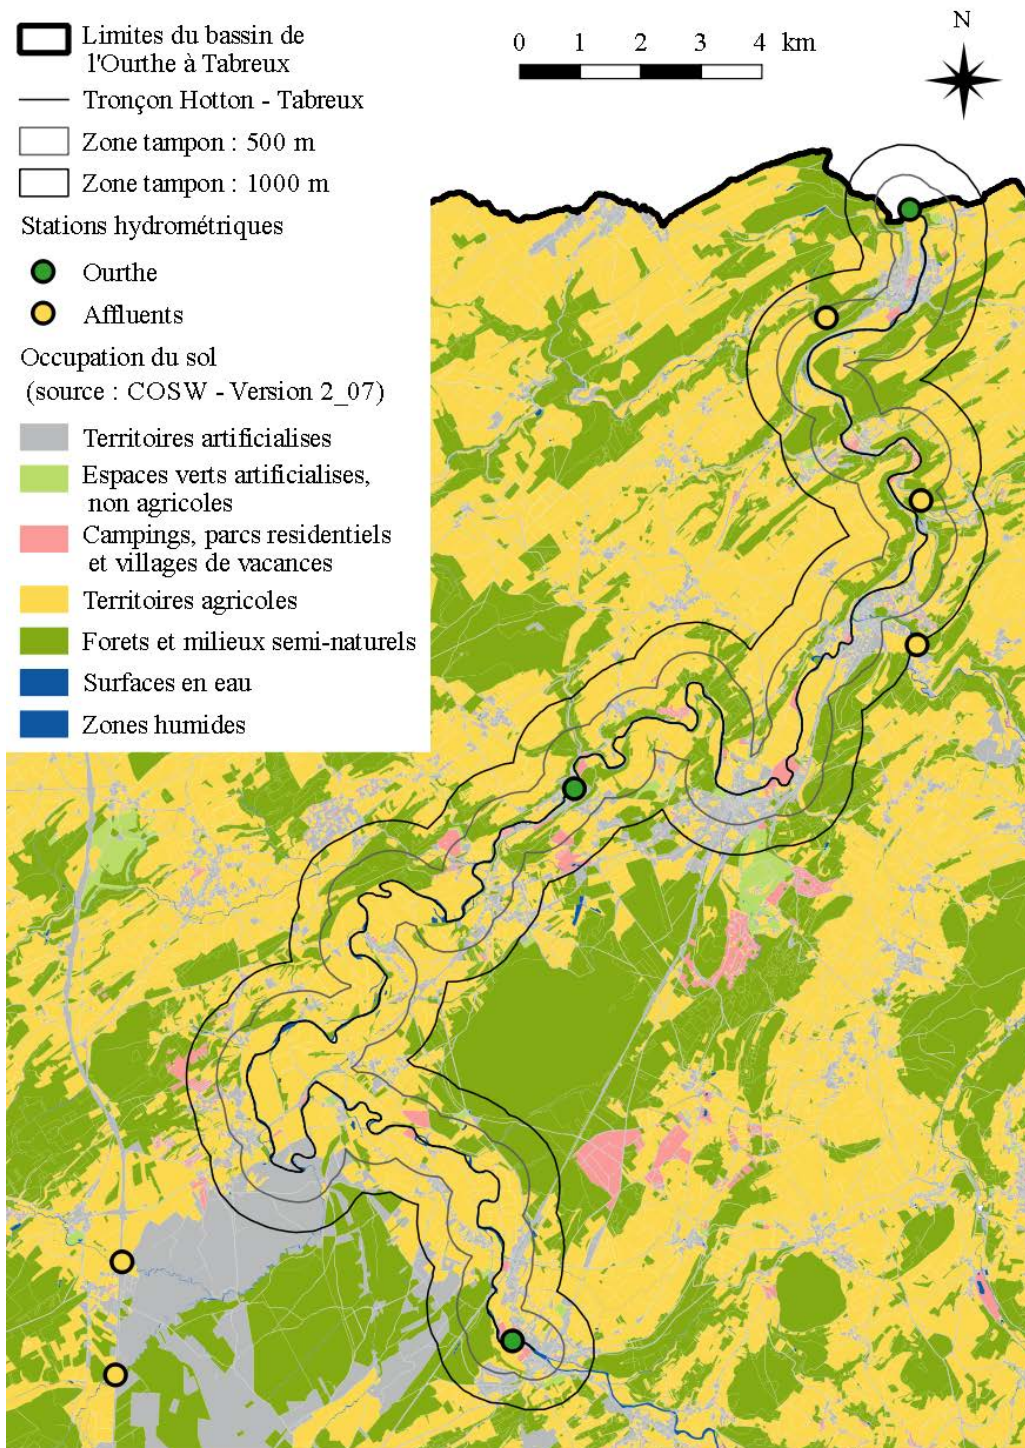 Limites du bassin de
l'Ourthe à Tabreux
Tronçon Hotton - Tabreux
Zone tampon : 500 m
Zone tampon : 1000 m
Stations hydrométriques
Ourthe
Affluents
Occupation du sol
(source : COSW - Version 2_07)
Territoires artificialises
Espaces verts artificialises,
non agricoles
Campings, parcs residentiels
et villages de vacances
Territoires agricoles
Forets et milieux semi-naturels
Surfaces en eau
Zones humides
0 1 2 3 4 km
N